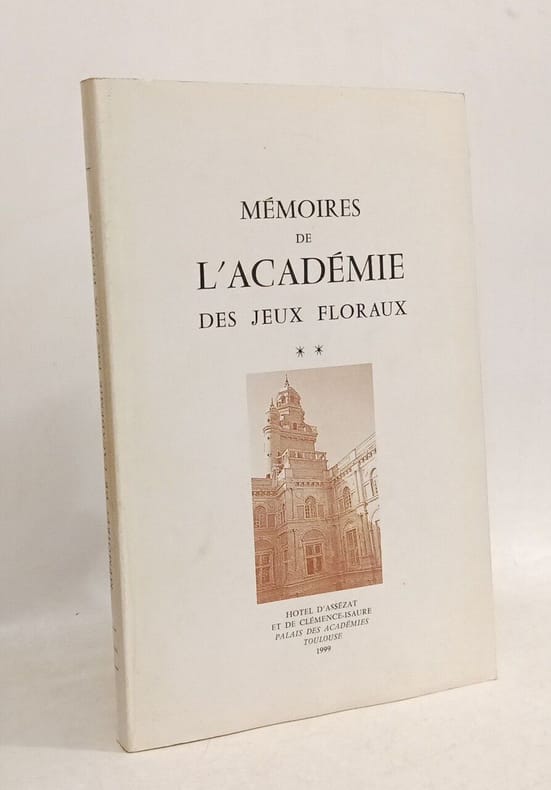 MÉMOIRES
DE
L'ACADÉMIE
DES JEUX FLORAUX
* *
HOTEL D'ASSÉZAT
ET DE CLÉMENCE-ISAURE
PALAIS DES ACADÉMIES
TOULOUSE
1999